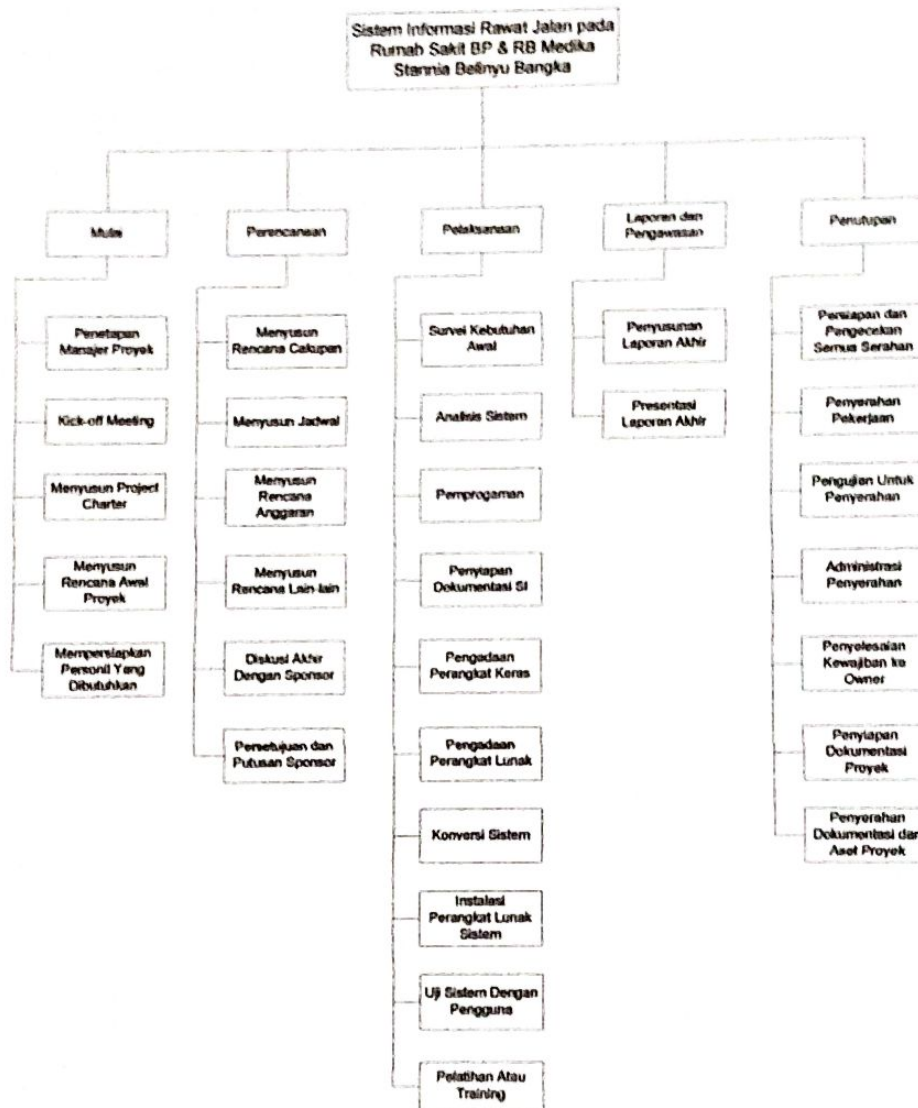 Sistem Informasi Rawat Jalan pada
Rumah Sakit BP & RB Medika
Stannia Belinyu Bangka
Mulai
Penetapan
Manajer Proyek
Kick-off Meeting
Menyusun Project
Charter
Menyusun
Rencana Awal
Proyek
Mempersiapkan
Personil Yang
Dibutuhkan
Perencanaan
Menyusun
Rencana Cakupan
Menyusun Jadwal
Menyusun
Rencana
Anggaran
Menyusun
Rencana Lain-lain
Diskusi Akhir
Dengan Sponsor
Persetujuan dan
Putusan Sponsor
Pelaksanaan
Survei Kebutuhan
Awal
Analisis Sistem
Pemprogaman
Penyiapan
Dokumentasi SI
Pengadaan
Perangkat Keras
Pengadaan
Perangkat Lunak
Konversi Sistem
Instalasi
Perangkat Lunak
Sistem
Uji Sistem Dengan
Pengguna
Pelatihan Atau
Training
Laporan dan
Pengawasan
Penyusunan
Laporan Akhir
Presentasi
Laporan Akhir
Penutupan
Persiapan dan
Pengecekan
Semua Serahan
Penyerahan
Pekerjaan
Pengujian Untuk
Penyerahan
Administrasi
Penyerahan
Penyelesaian
Kewajiban ke
Owner
Penyiapan
Dokumentasi
Proyek
Penyerahan
Dokumentasi dan
Aset Proyek